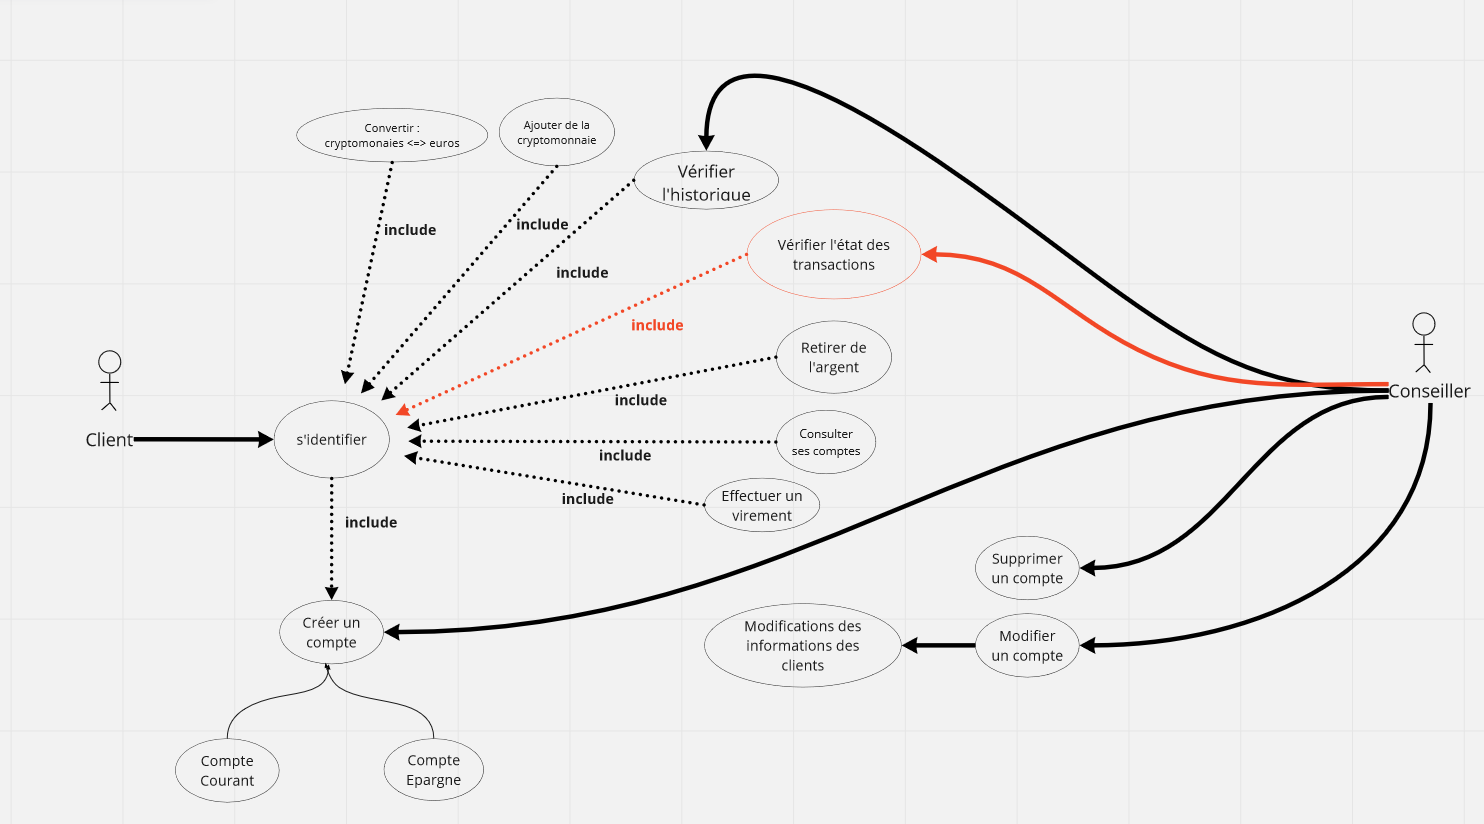 Convertir :
cryptomonaies <=> euros
Ajouter de la
cryptomonnaie
Vérifier
l'historique
include
include
include
Vérifier l'état des
transactions
include
Retirer de
l'argent
include
Client
s'identifier
Conseiller
Consulter
ses comptes
include
Effectuer un
virement
include
include
Supprimer
un compte
Créer un
compte
Modifications des
informations des
clients
Modifier
un compte
Compte
Courant
Compte
Epargne